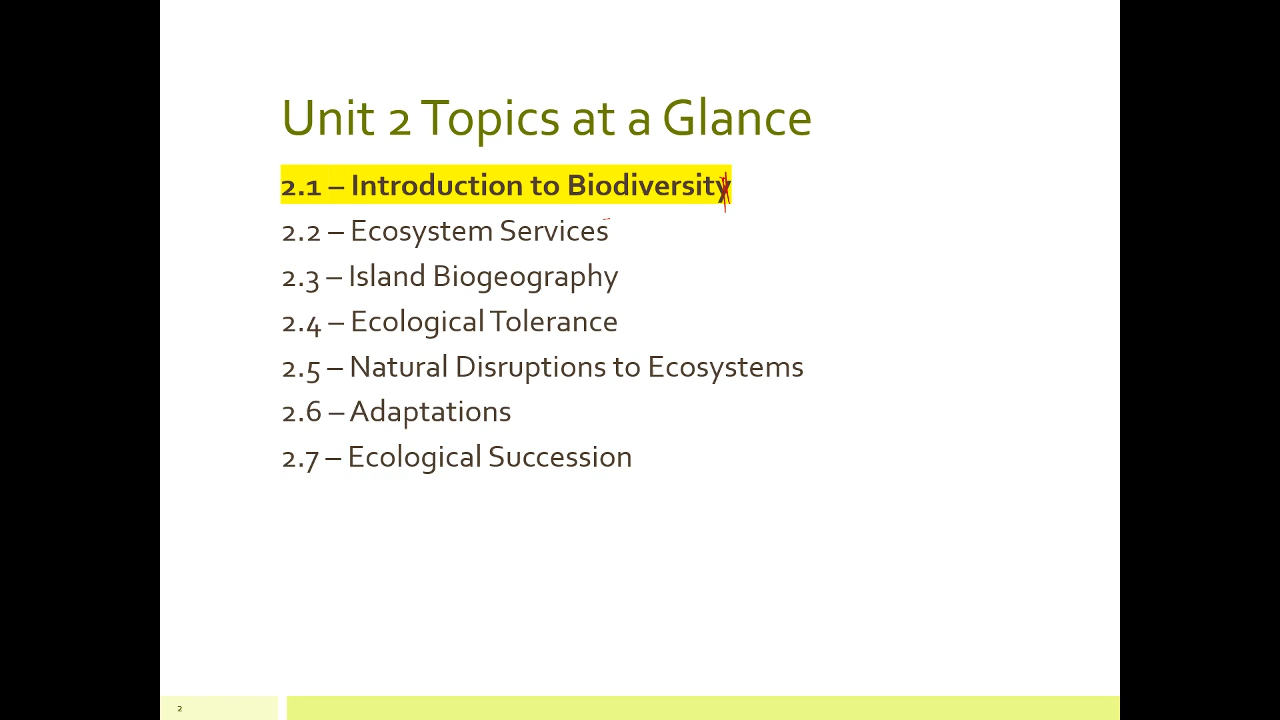 Unit 2 Topics at a Glance
2.1 – Introduction to Biodiversity
2.2 – Ecosystem Services
2.3 – Island Biogeography
2.4 – Ecological Tolerance
2.5 – Natural Disruptions to Ecosystems
2.6 – Adaptations
2.7 – Ecological Succession
2